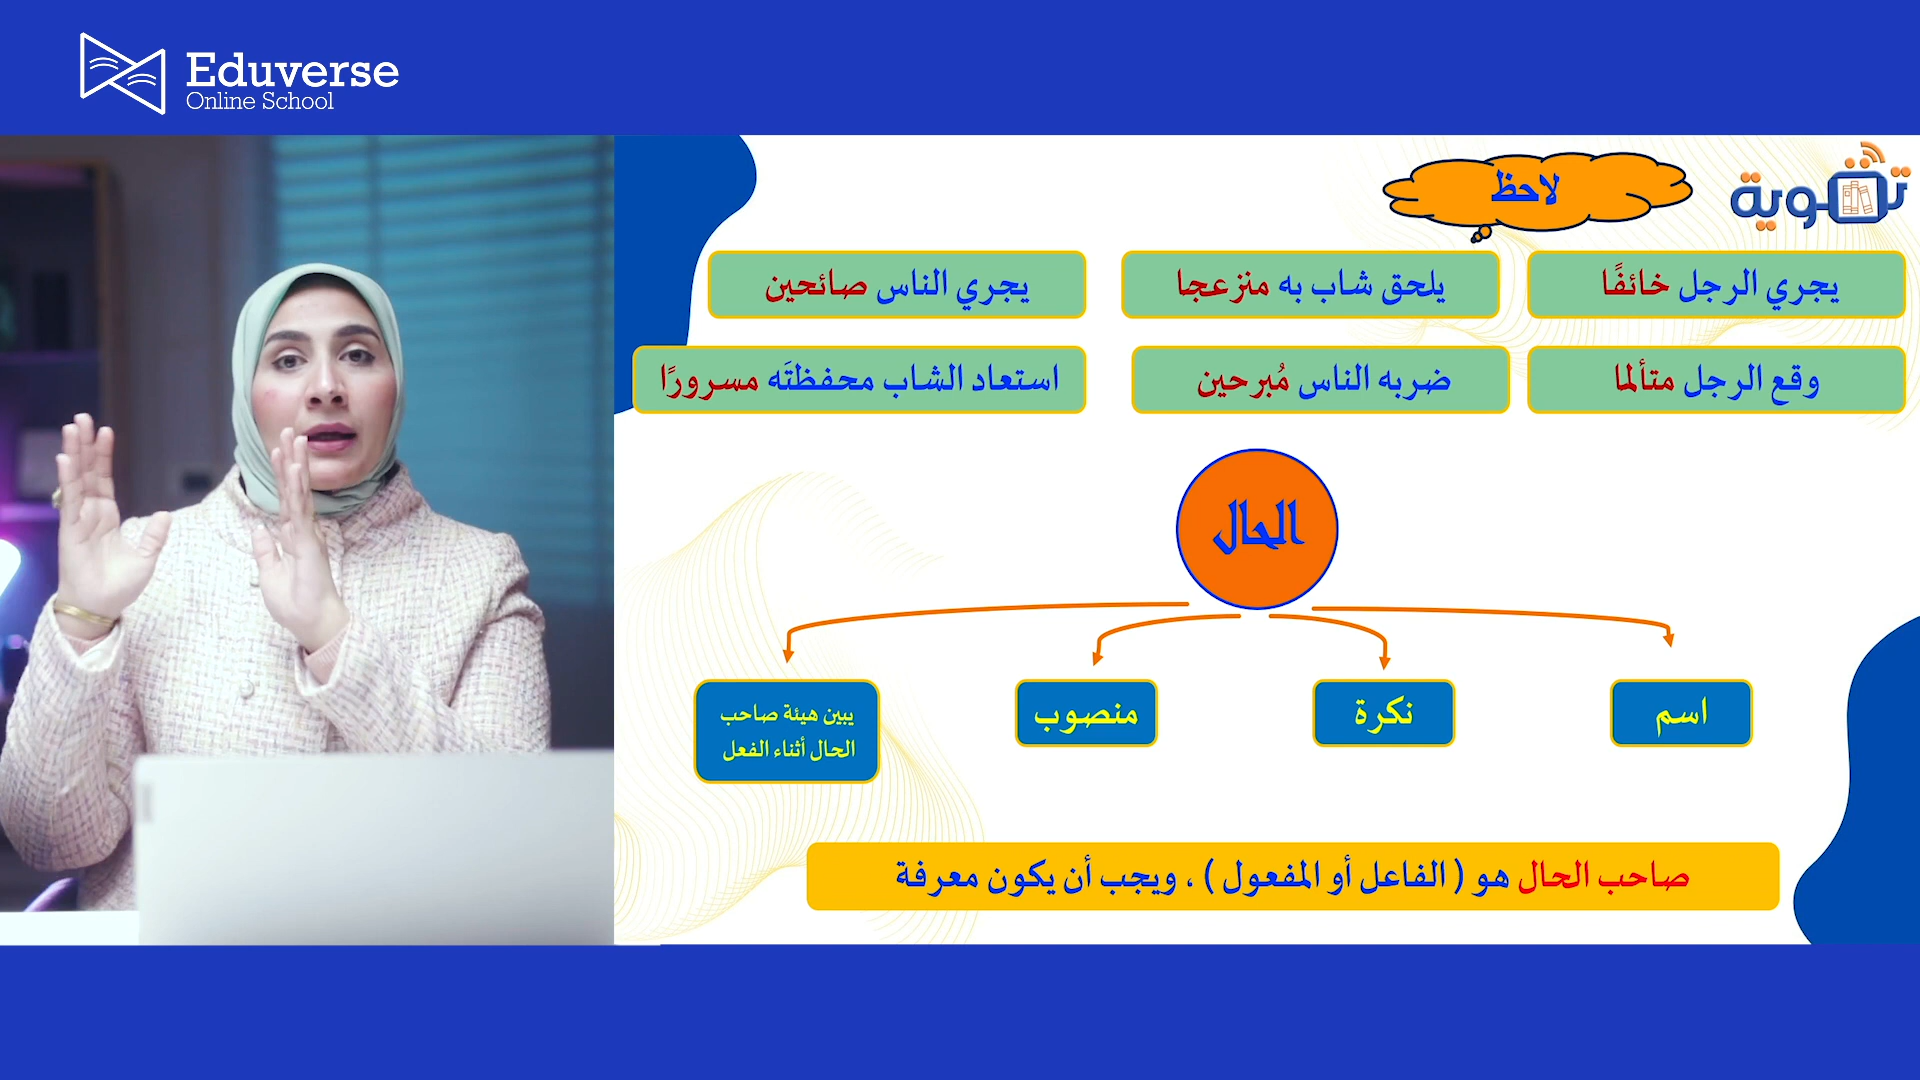 Eduverse
Online School
تقوية
لاحظ
يجري الرجل خائفًا
يلحق شاب به منزعجا
يجري الناس صائحين
وقع الرجل متألما
ضربه الناس مُبرحين
استعاد الشاب محفظتَه مسرورًا
الحال
اسم
نكرة
منصوب
يبين هيئة صاحب
الحال أثناء الفعل
صاحب الحال هو ( الفاعل أو المفعول ) ، ويجب أن يكون معرفة